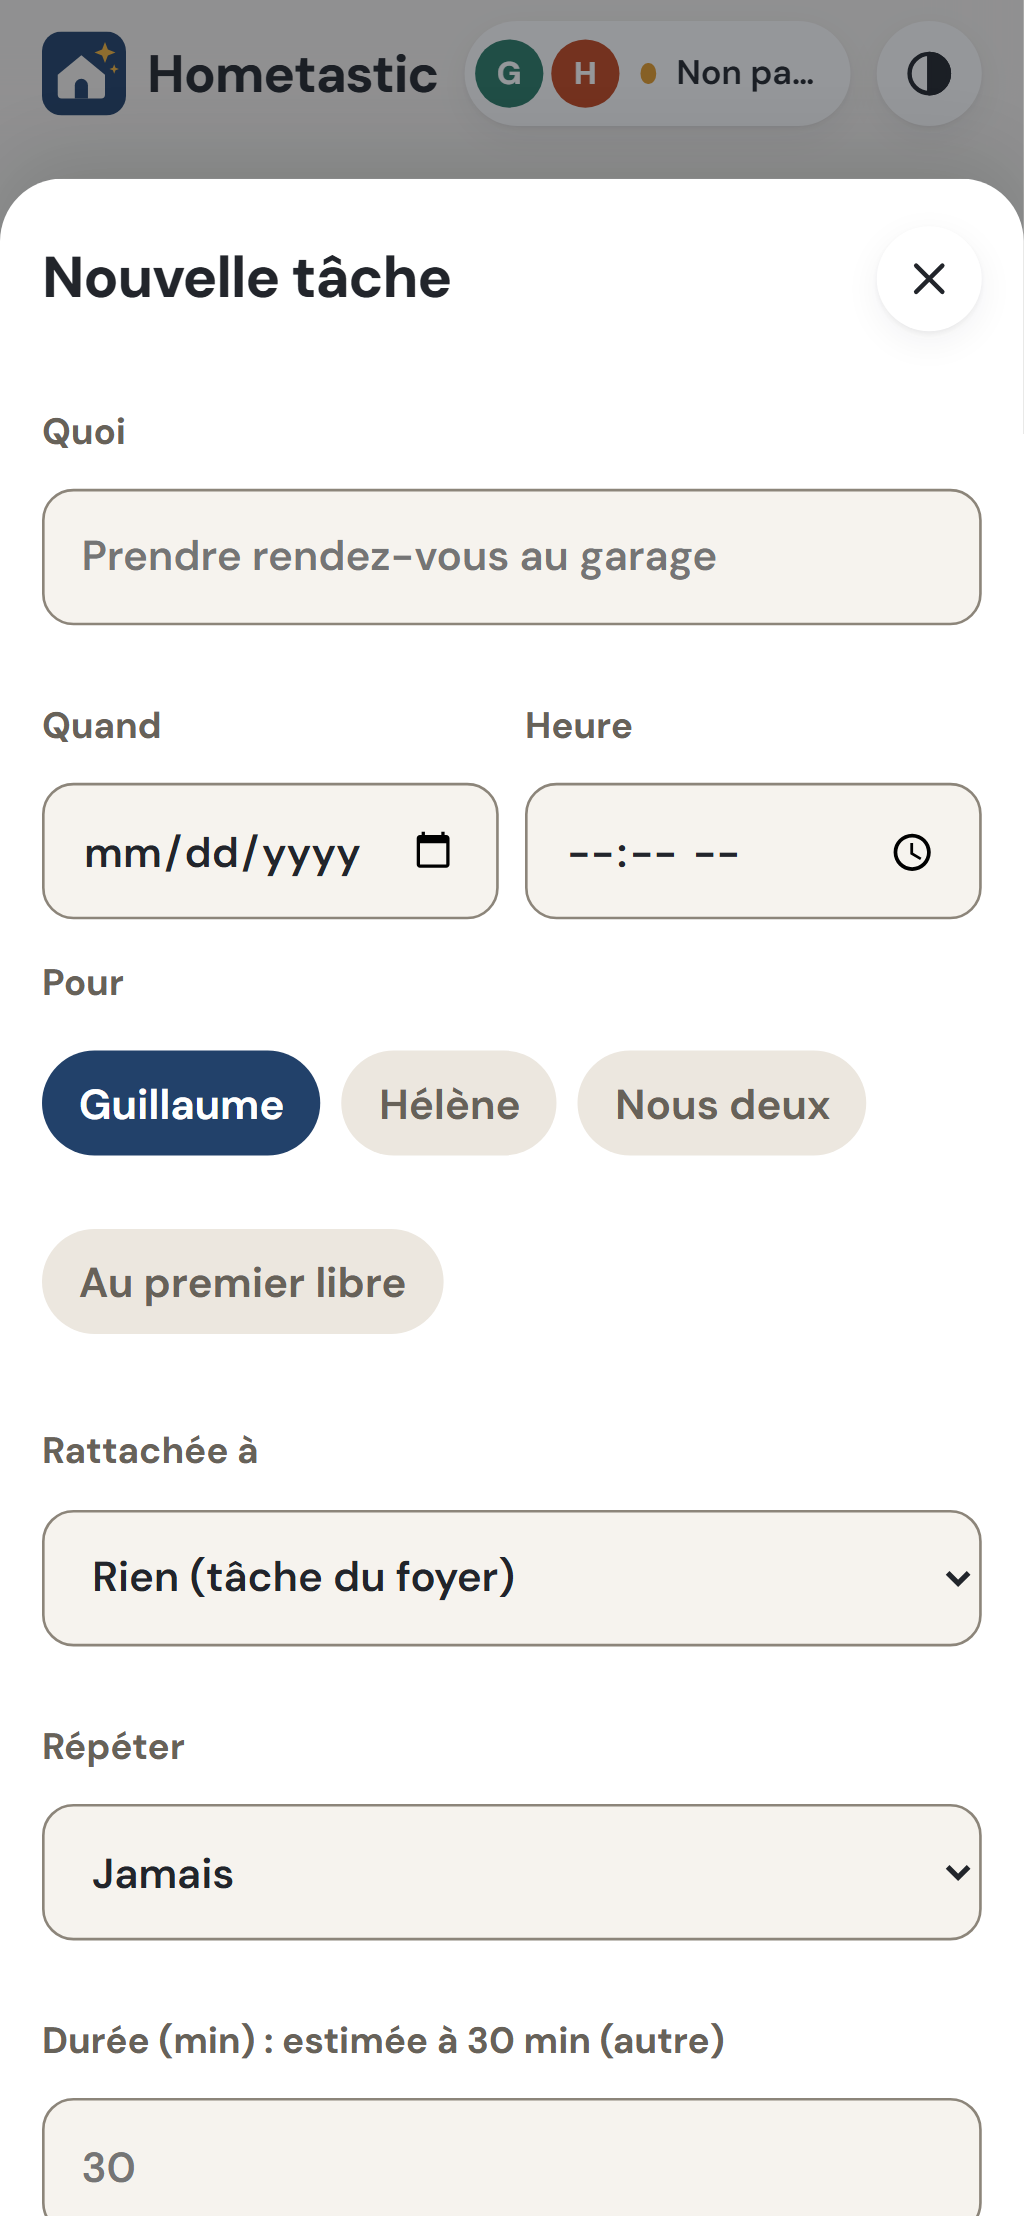 Hometastic
G H Non pa...
Nouvelle tâche
Quoi
Prendre rendez-vous au garage
Quand Heure
mm/dd/yyyy --:-- --
Pour
Guillaume Hélène Nous deux
Au premier libre
Rattachée à
Rien (tâche du foyer)
Répéter
Jamais
Durée (min) : estimée à 30 min (autre)
30